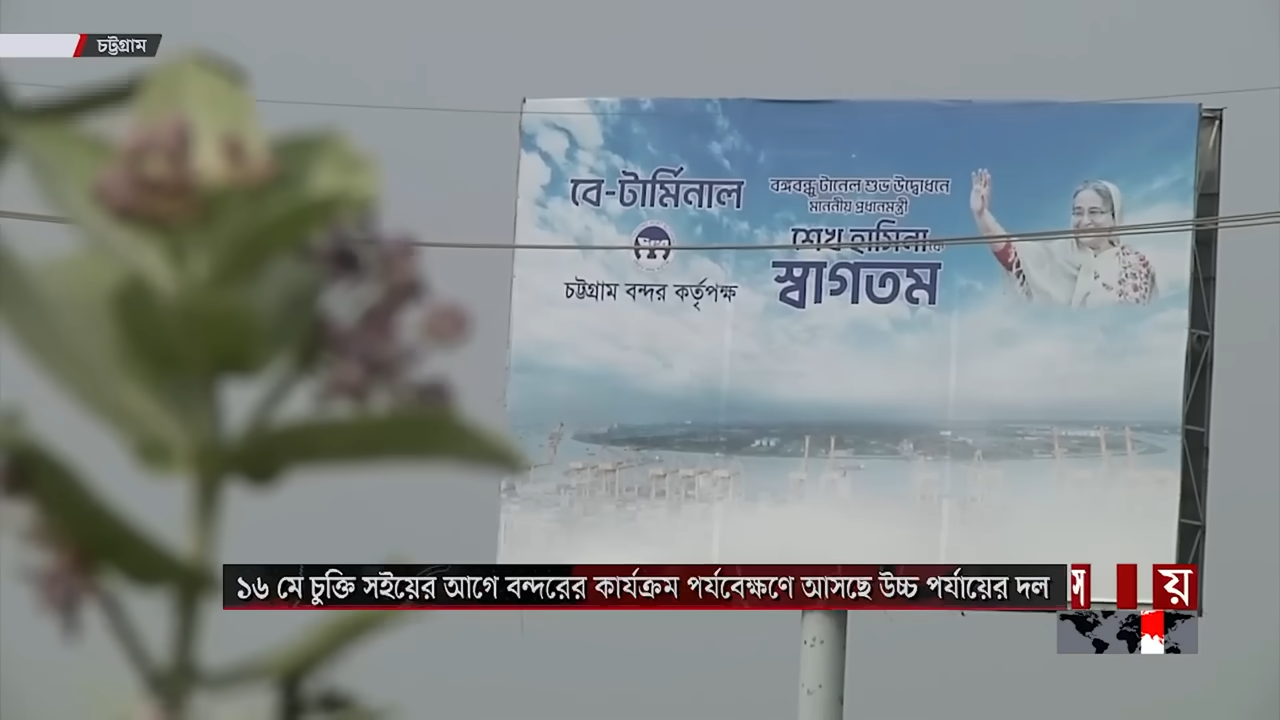 চট্টগ্রাম
বে-টার্মিনাল
চট্টগ্রাম বন্দর কর্তৃপক্ষ
বঙ্গবন্ধু টানেল শুভ উদ্বোধনে
মাননীয় প্রধানমন্ত্রী
শেখ হাসিনাকে
স্বাগতম
১৬ মে চুক্তি সইয়ের আগে বন্দরের কার্যক্রম পর্যবেক্ষণে আসছে উচ্চ পর্যায়ের দল
সময়